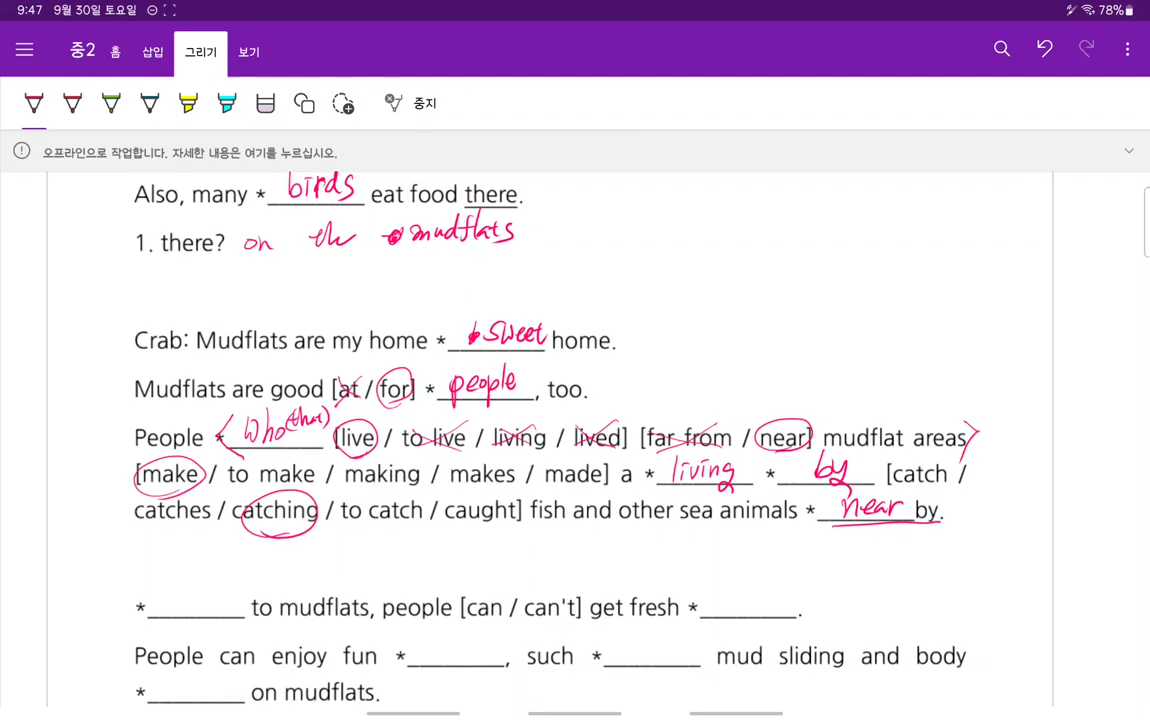 9:47 9월 30일 토요일 78%
중2 홈 삽입 그리기 보기
중지
오프라인으로 작업합니다. 자세한 내용은 여기를 누르십시오.
Also, many *birds eat food there.
1. there? on the mudflats
Crab: Mudflats are my home *sweet home.
Mudflats are good [at / for] *people, too.
People *<who(that) [live / to live / living / lived] [far from / near] mudflat areas>
[make / to make / making / makes / made] a *living *by [catch /
catches / catching / to catch / caught] fish and other sea animals *near by.
*________ to mudflats, people [can / can't] get fresh *________.
People can enjoy fun *________, such *________ mud sliding and body
*________ on mudflats.